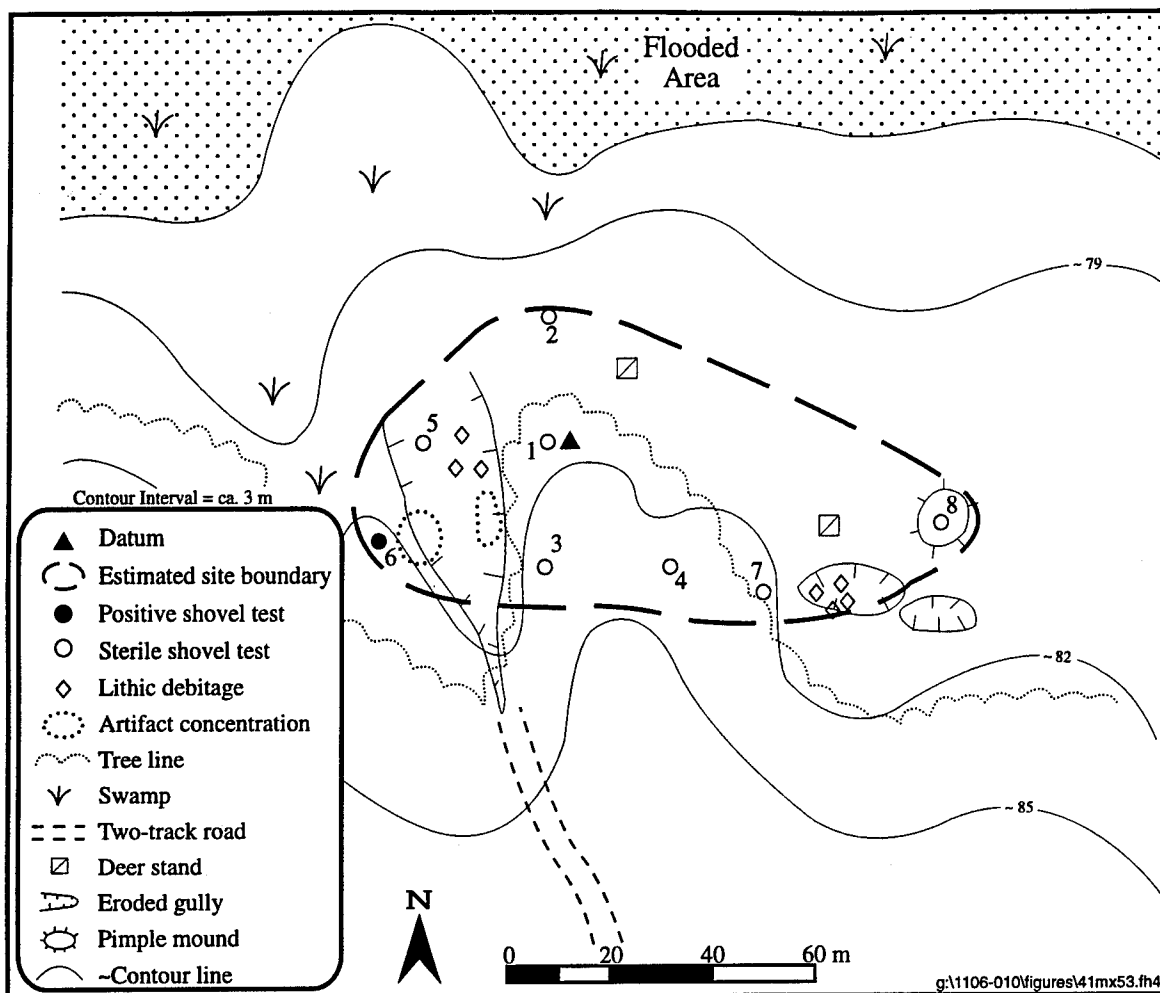 Flooded
Area
~ 79
2
5
1
8
Contour Interval = ca. 3 m
6
3
4
7
Datum
Estimated site boundary
Positive shovel test
Sterile shovel test
Lithic debitage
Artifact concentration
Tree line
Swamp
Two-track road
Deer stand
Eroded gully
Pimple mound
~Contour line
~ 82
~ 85
N
0 20 40 60 m
g:\1106-010\figures\41mx53.fh4